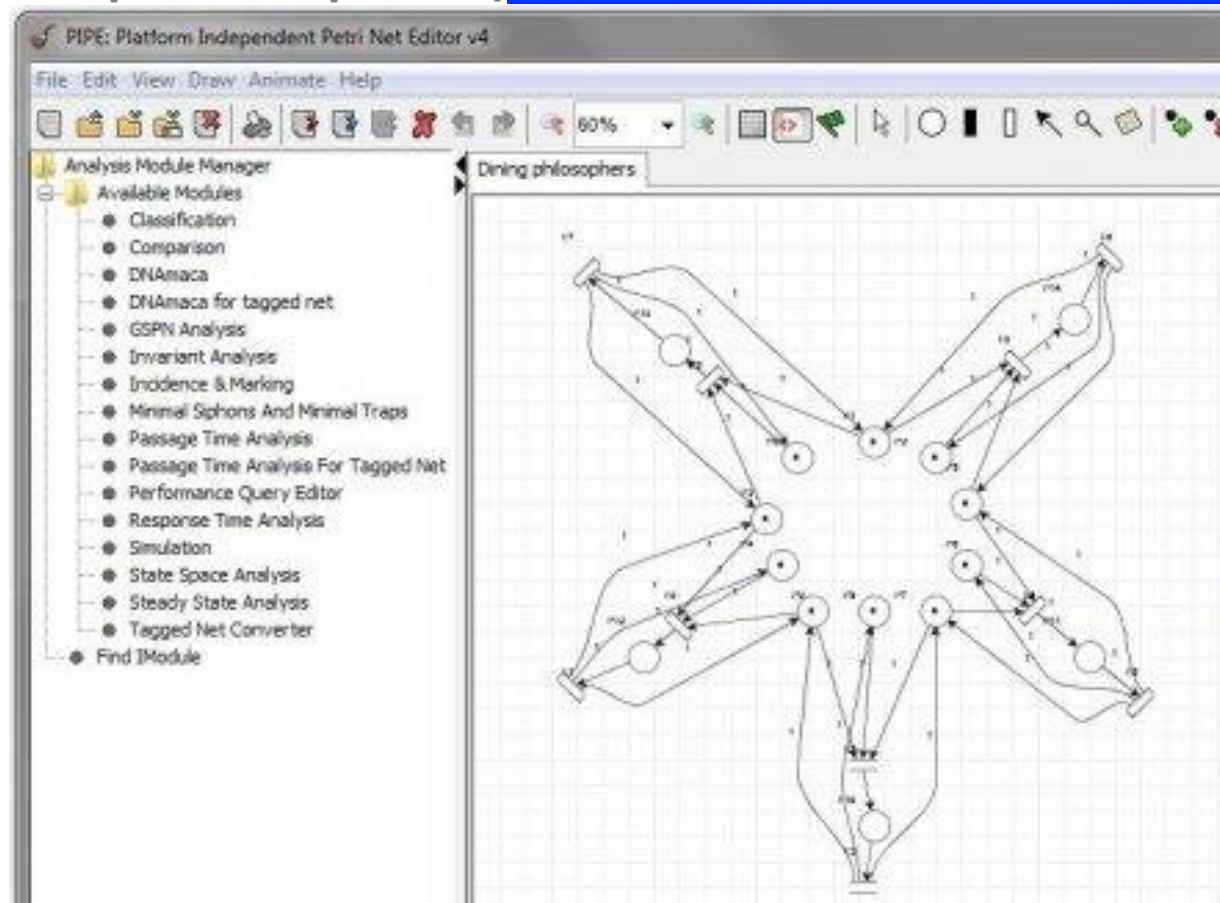 PIPE: Platform Independent Petri Net Editor v4
File Edit View Draw Animate Help
60%
Analysis Module Manager
Available Modules
Classification
Comparison
DNAmaca
DNAmaca for tagged net
GSPN Analysis
Invariant Analysis
Incidence & Marking
Minimal Siphons And Minimal Traps
Passage Time Analysis
Passage Time Analysis For Tagged Net
Performance Query Editor
Response Time Analysis
Simulation
State Space Analysis
Steady State Analysis
Tagged Net Converter
Find IModule
Dining philosophers